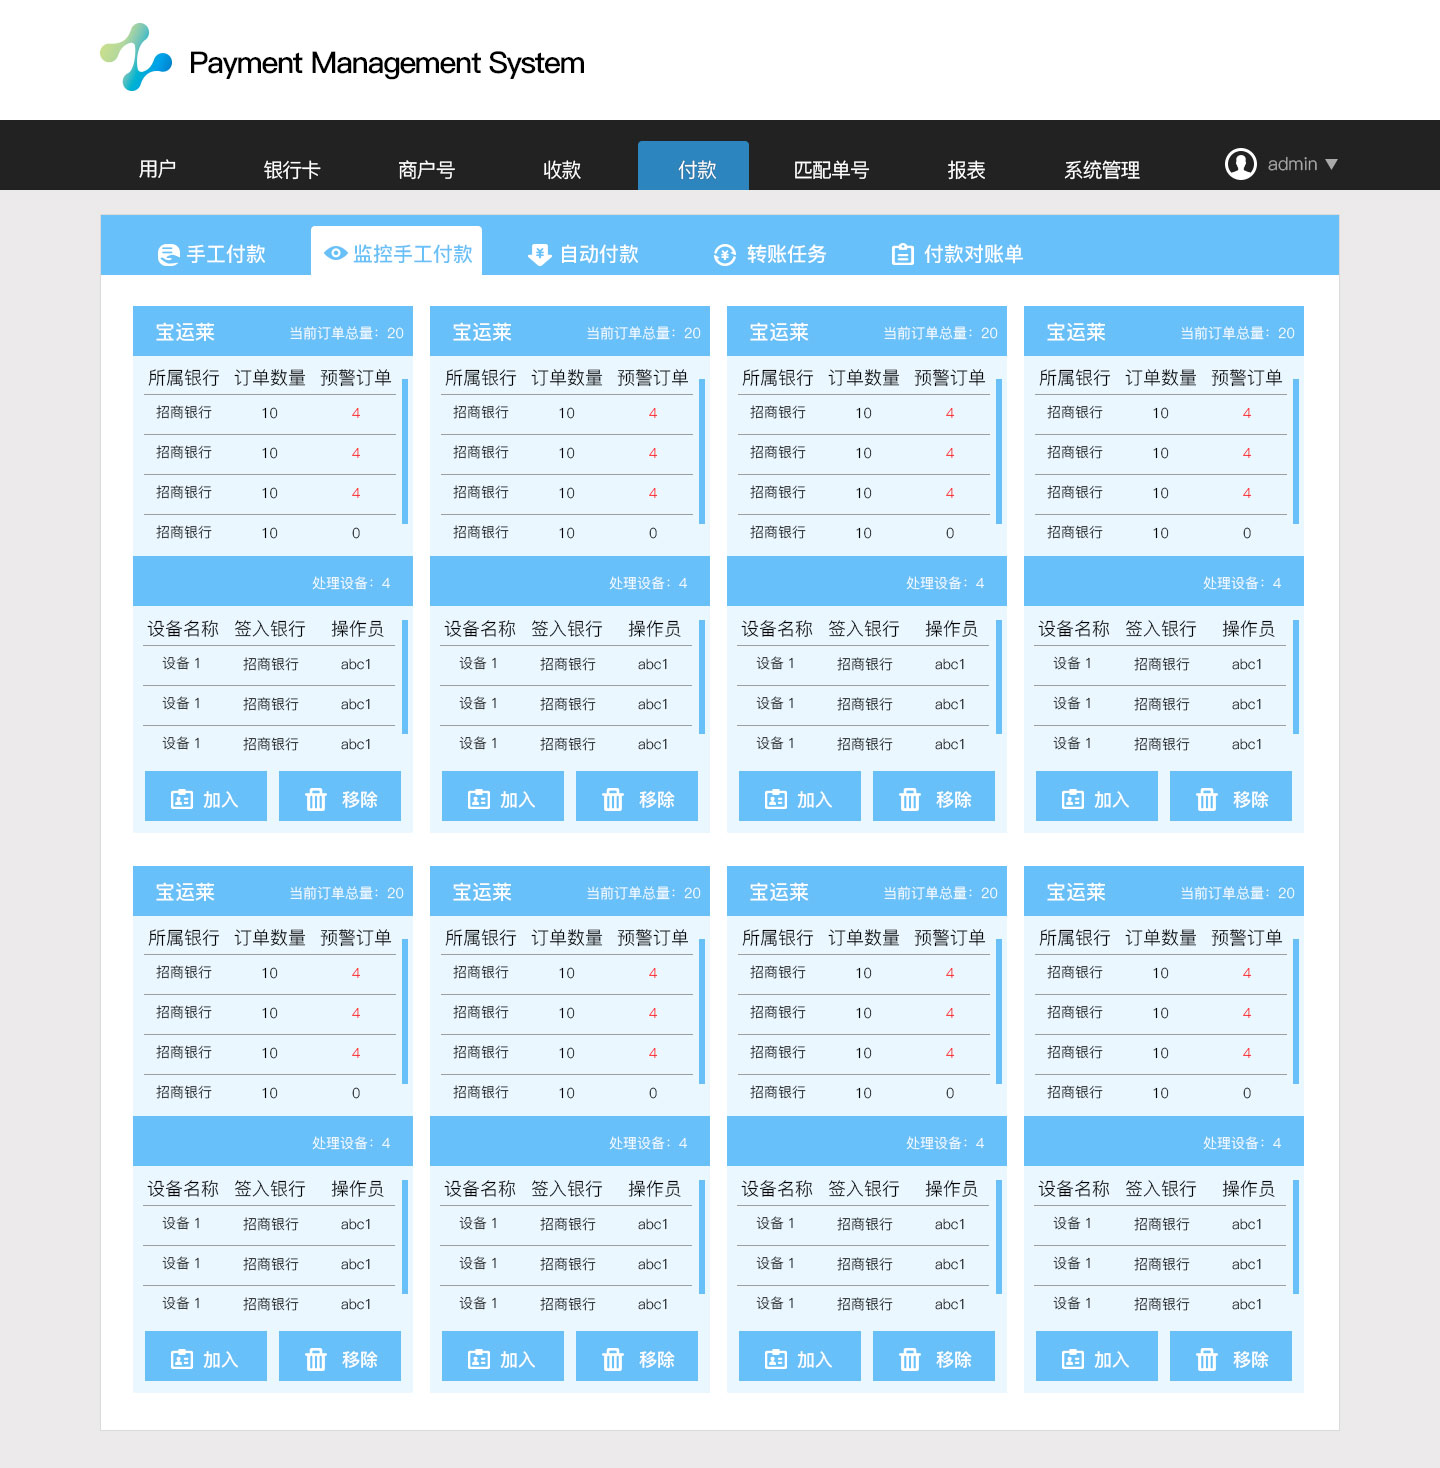 Payment Management System
用户 银行卡 商户号 收款 付款 匹配单号 报表 系统管理 admin
手工付款 监控手工付款 自动付款 转账任务 付款对账单
宝运莱 当前订单总量：20 宝运莱 当前订单总量：20 宝运莱 当前订单总量：20 宝运莱 当前订单总量：20
所属银行 订单数量 预警订单 所属银行 订单数量 预警订单 所属银行 订单数量 预警订单 所属银行 订单数量 预警订单
招商银行 10 4 招商银行 10 4 招商银行 10 4 招商银行 10 4
招商银行 10 4 招商银行 10 4 招商银行 10 4 招商银行 10 4
招商银行 10 4 招商银行 10 4 招商银行 10 4 招商银行 10 4
招商银行 10 0 招商银行 10 0 招商银行 10 0 招商银行 10 0
处理设备：4 处理设备：4 处理设备：4 处理设备：4
设备名称 签入银行 操作员 设备名称 签入银行 操作员 设备名称 签入银行 操作员 设备名称 签入银行 操作员
设备 1 招商银行 abc1 设备 1 招商银行 abc1 设备 1 招商银行 abc1 设备 1 招商银行 abc1
设备 1 招商银行 abc1 设备 1 招商银行 abc1 设备 1 招商银行 abc1 设备 1 招商银行 abc1
设备 1 招商银行 abc1 设备 1 招商银行 abc1 设备 1 招商银行 abc1 设备 1 招商银行 abc1
加入 移除 加入 移除 加入 移除 加入 移除
宝运莱 当前订单总量：20 宝运莱 当前订单总量：20 宝运莱 当前订单总量：20 宝运莱 当前订单总量：20
所属银行 订单数量 预警订单 所属银行 订单数量 预警订单 所属银行 订单数量 预警订单 所属银行 订单数量 预警订单
招商银行 10 4 招商银行 10 4 招商银行 10 4 招商银行 10 4
招商银行 10 4 招商银行 10 4 招商银行 10 4 招商银行 10 4
招商银行 10 4 招商银行 10 4 招商银行 10 4 招商银行 10 4
招商银行 10 0 招商银行 10 0 招商银行 10 0 招商银行 10 0
处理设备：4 处理设备：4 处理设备：4 处理设备：4
设备名称 签入银行 操作员 设备名称 签入银行 操作员 设备名称 签入银行 操作员 设备名称 签入银行 操作员
设备 1 招商银行 abc1 设备 1 招商银行 abc1 设备 1 招商银行 abc1 设备 1 招商银行 abc1
设备 1 招商银行 abc1 设备 1 招商银行 abc1 设备 1 招商银行 abc1 设备 1 招商银行 abc1
设备 1 招商银行 abc1 设备 1 招商银行 abc1 设备 1 招商银行 abc1 设备 1 招商银行 abc1
加入 移除 加入 移除 加入 移除 加入 移除